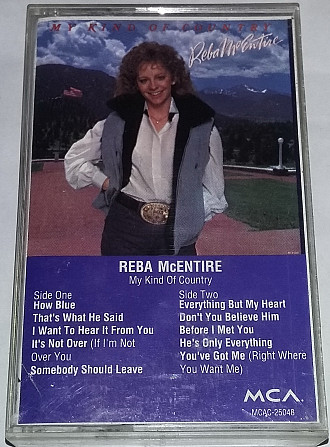 MY KIND OF COUNTRY
Reba McEntire
REBA McENTIRE
My Kind Of Country
Side One
How Blue
That's What He Said
I Want To Hear It From You
It's Not Over (If I'm Not
Over You)
Somebody Should Leave
Side Two
Everything But My Heart
Don't You Believe Him
Before I Met You
He's Only Everything
You've Got Me (Right Where
You Want Me)
MCA
MCAC-25048